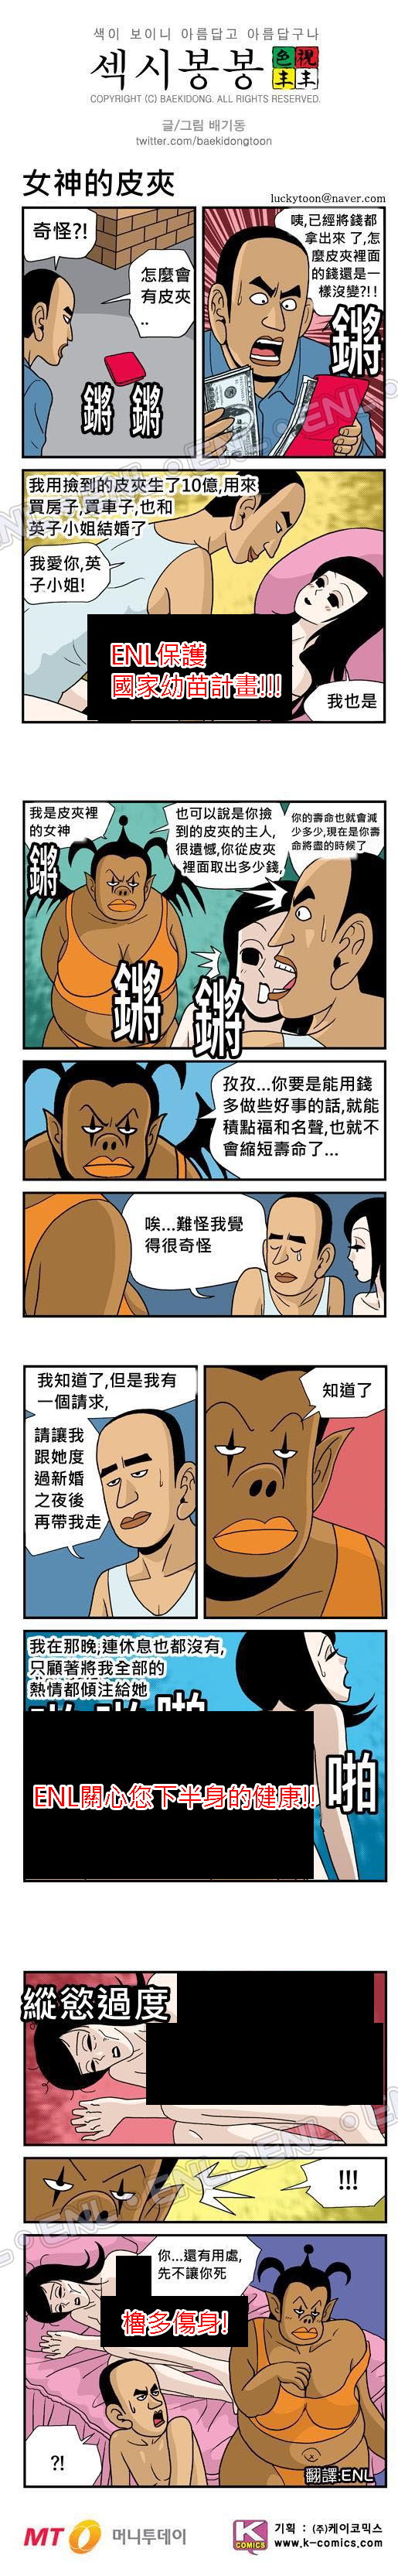 색이 보이니 아름답고 아름답구나
섹시봉봉
色視
主主
COPYRIGHT (C) BAEKIDONG. ALL RIGHTS RESERVED.
글/그림 배기동
twitter.com/baekidongtoon
女神的皮夾
luckytoon@naver.com
奇怪?!
怎麼會
有皮夾
..
鏘 鏘
咦,已經將錢都
拿出來 了,怎
麼皮夾裡面
的錢還是一
樣沒變?!!
鏘
我用撿到的皮夾生了10億,用來
買房子,買車子,也和
英子小姐結婚了
我愛你,英
子小姐!
ENL保護
國家幼苗計畫!!!
我也是
我是皮夾裡
的女神
鏘
鏘
也可以說是你撿
到的皮夾的主人,
很遺憾,你從皮夾
裡面取出多少錢,
你的壽命也就會減
少多少,現在是你壽
命將盡的時候了
鏘
孜孜...你要是能用錢
多做些好事的話,就能
積點福和名聲,也就不
會縮短壽命了...
唉...難怪我覺
得很奇怪
我知道了,但是我有
一個請求,
請讓我
跟她度
過新婚
之夜後
再帶我走
知道了
我在那晚;連休息也都沒有,
只顧著將我全部的
熱情都傾注給她
ENL關心您下半身的健康!!
啪
縱慾過度
!!!
你...還有用處,
先不讓你死
擼多傷身!
?!
翻譯:ENL
MT 머니투데이
K
COMICS
기획 : (주)케이코믹스
www.k-comics.com
ENL